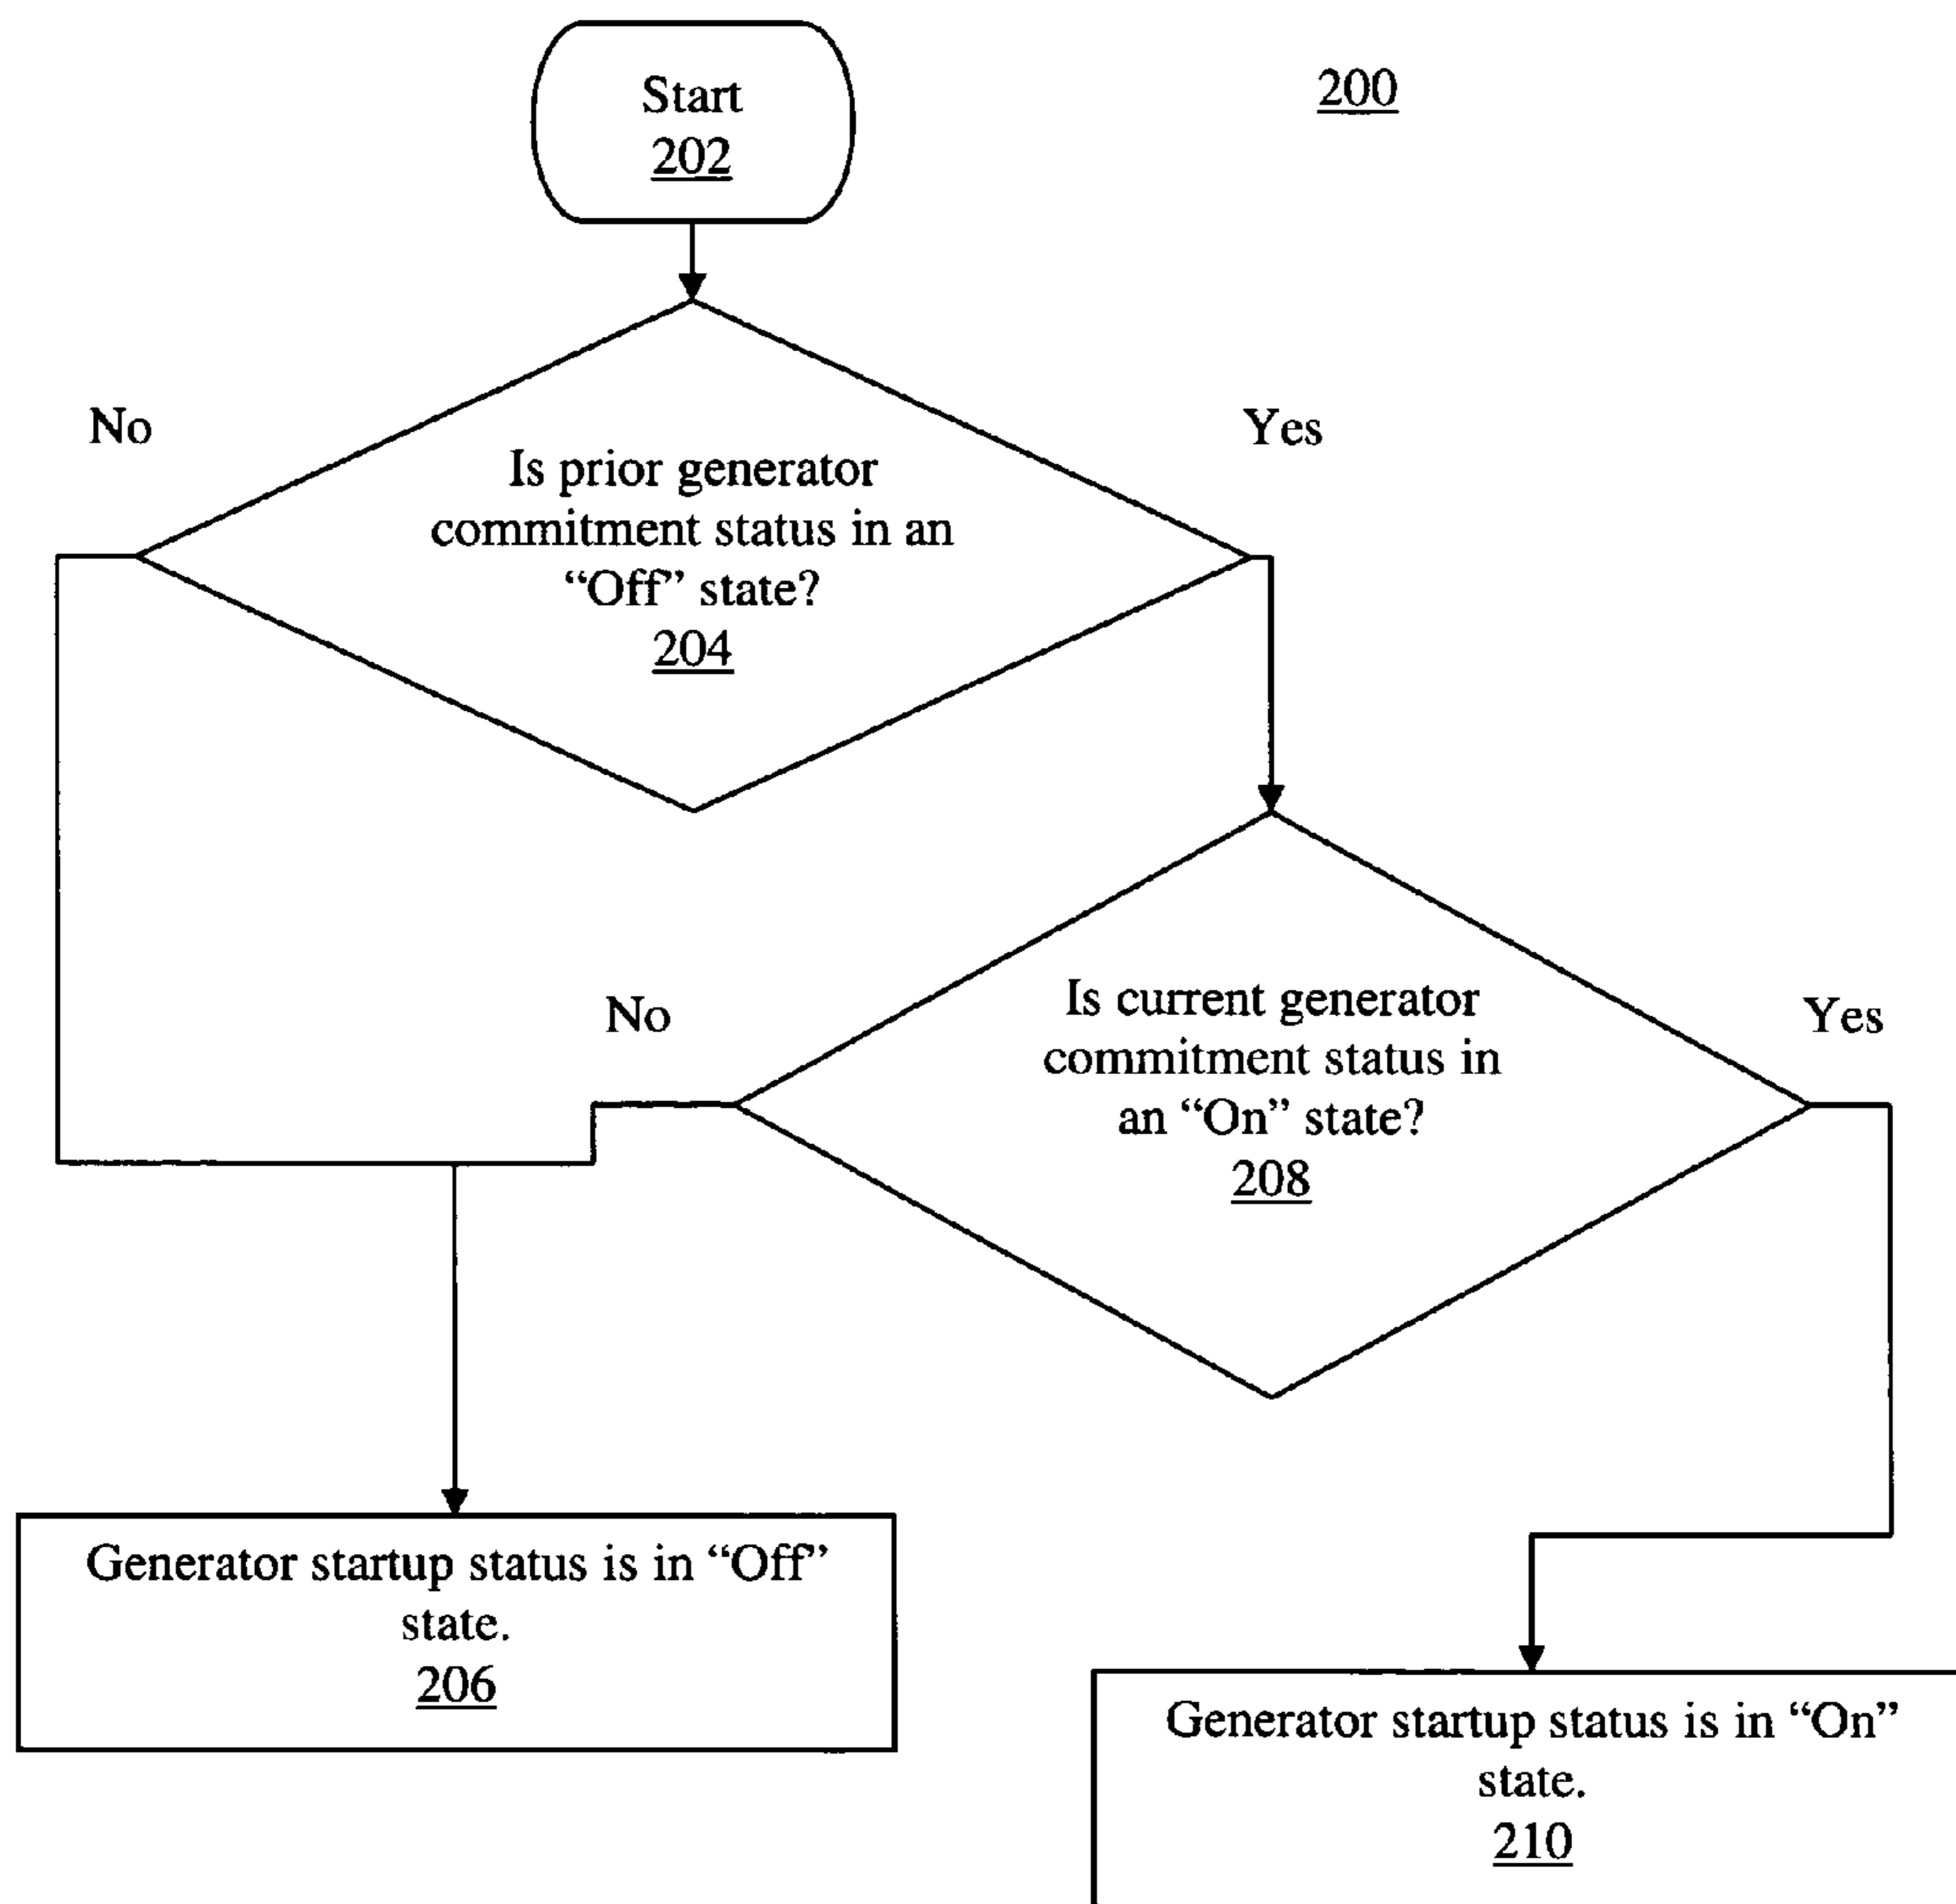 Start
202
200
No
Yes
Is prior generator
commitment status in an
“Off” state?
204
No
Yes
Is current generator
commitment status in
an “On” state?
208
Generator startup status is in “Off”
state.
206
Generator startup status is in “On”
state.
210